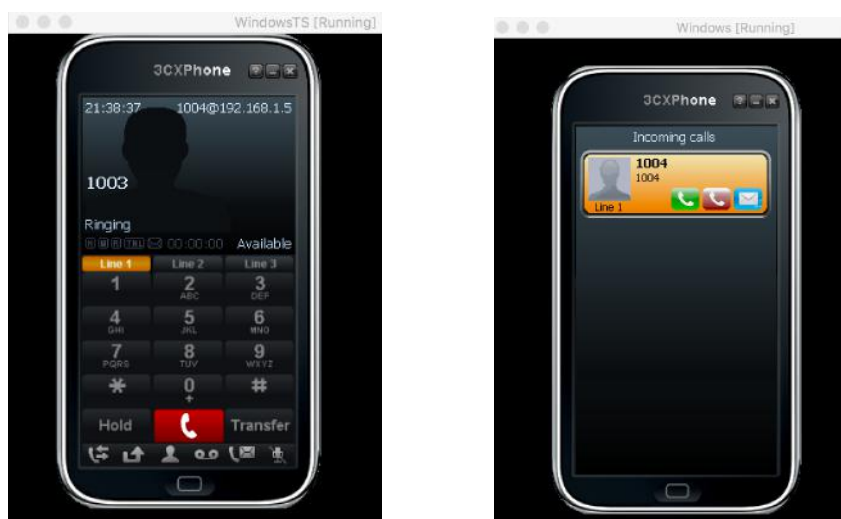 WindowsTS [Running]
3CXPhone
21:38:37 1004@192.168.1.5
1003
Ringing
00:00:00 Available
Line 1 Line 2 Line 3
1 2 3
ABC DEF
4 5 6
GHI JKL MNO
7 8 9
PQRS TUV WXYZ
* 0 #
+
Hold Transfer
Windows [Running]
3CXPhone
Incoming calls
1004
1004
Line 1